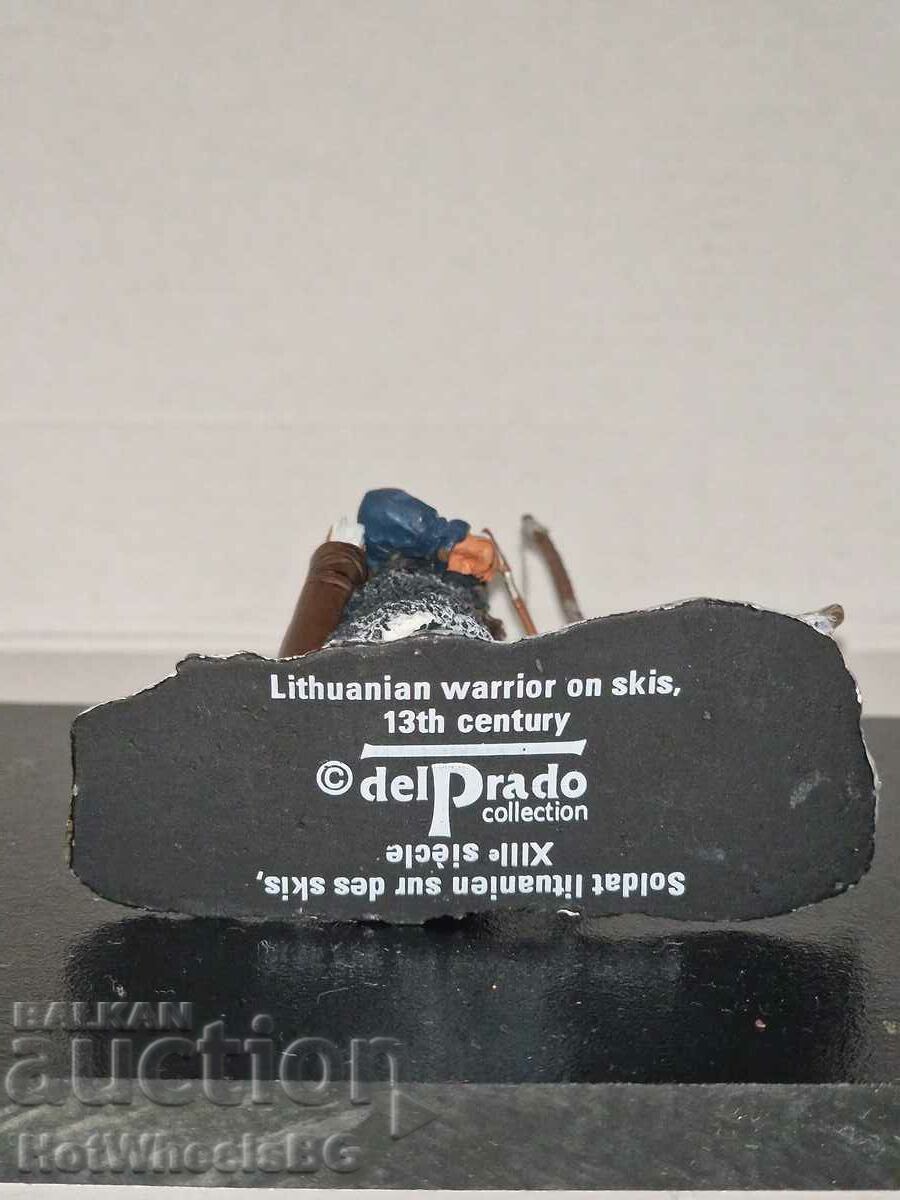 Lithuanian warrior on skis,
13th century
© delPrado
collection
Soldat lituanien sur des skis,
XIIIe siècle
BALKAN
auction
HotWheelsBG